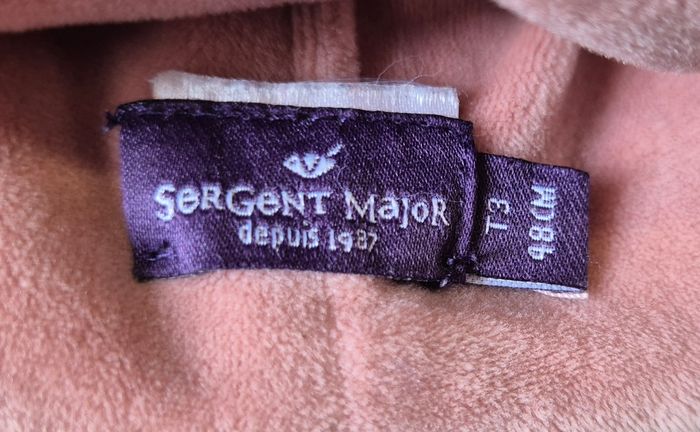 SERGENT MAJOR
depuis 1987
T3
48CM